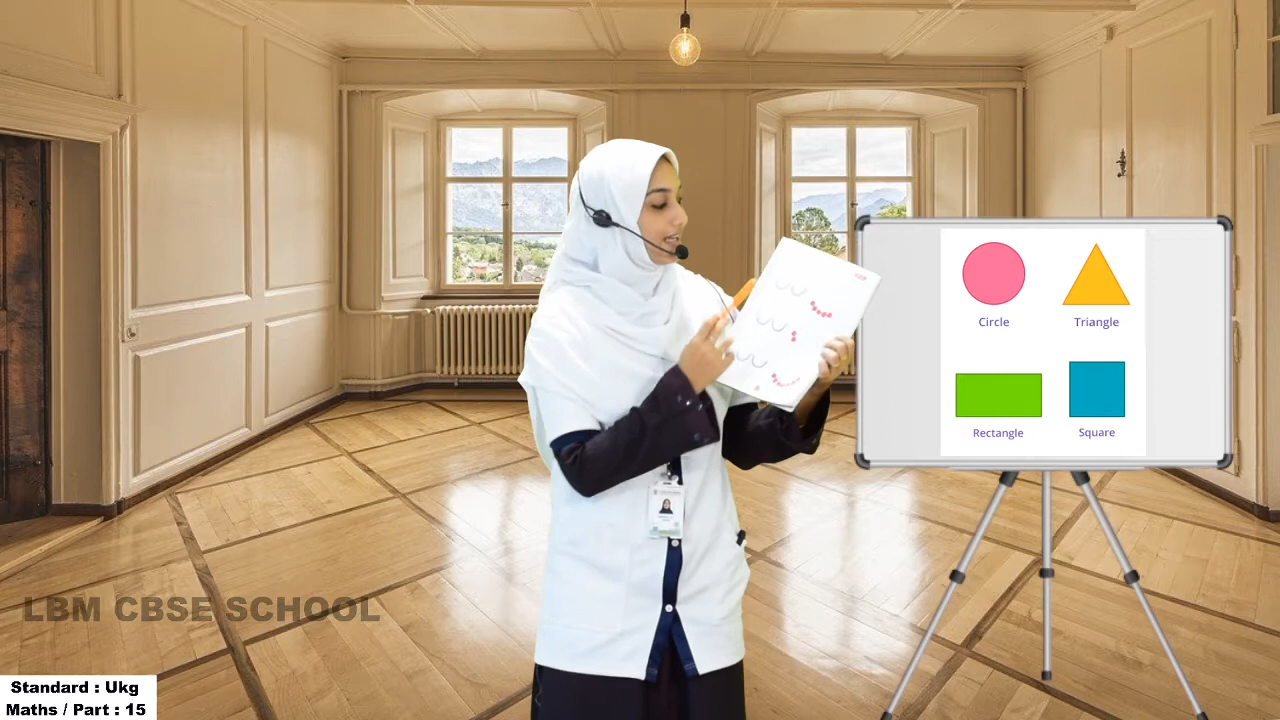 Circle
Triangle
Rectangle
Square
LBM CBSE SCHOOL
Standard : Ukg
Maths / Part : 15